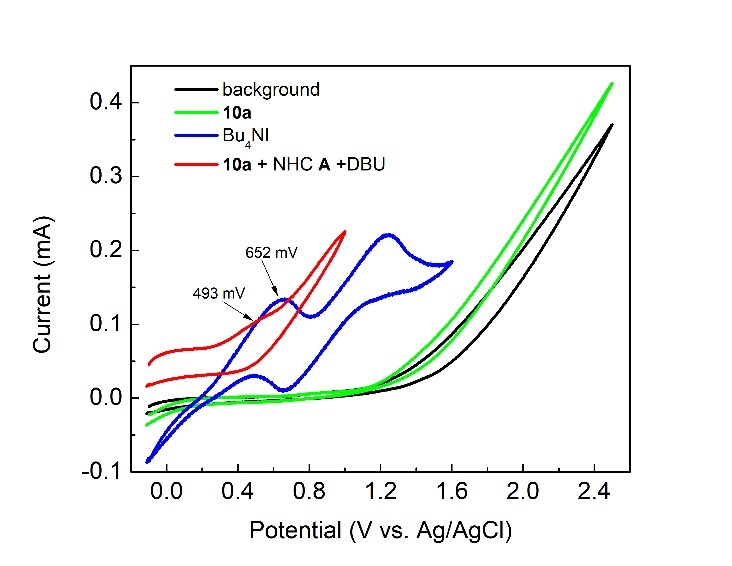 background
10a
Bu4NI
10a + NHC A +DBU
652 mV
493 mV
0.4
0.3
0.2
0.1
0.0
-0.1
Current (mA)
0.0 0.4 0.8 1.2 1.6 2.0 2.4
Potential (V vs. Ag/AgCl)